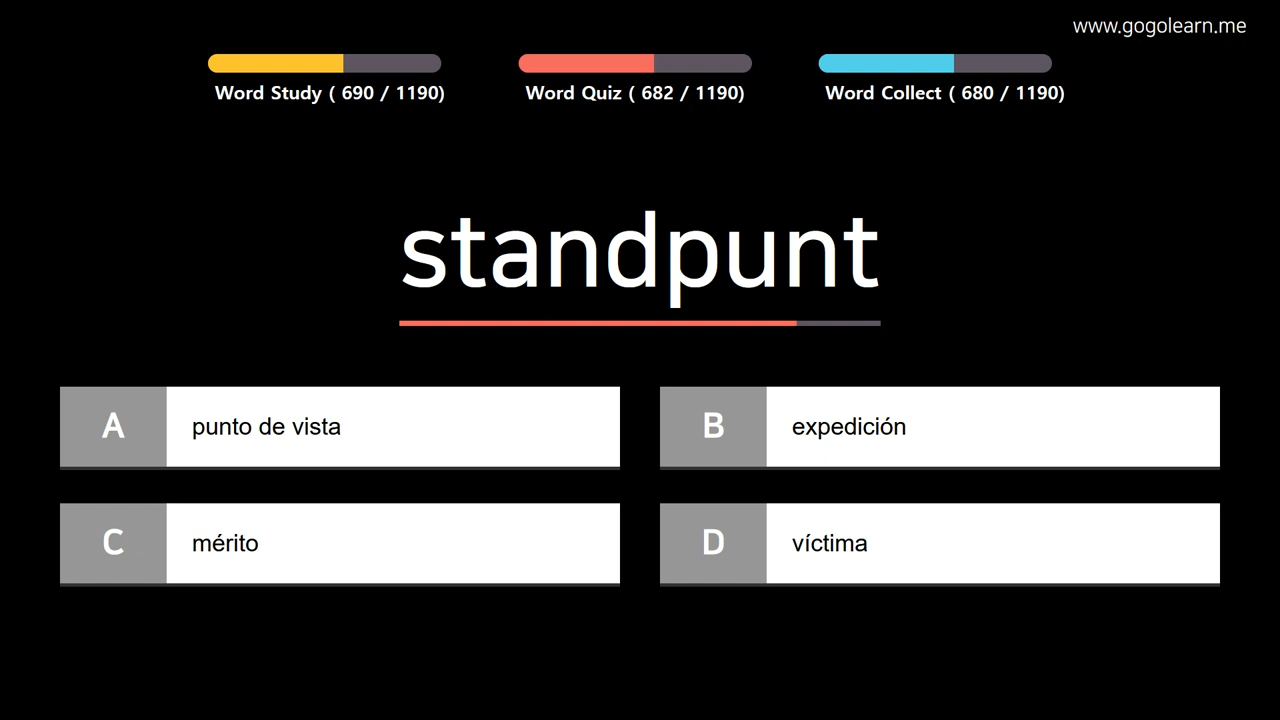 www.gogolearn.me
Word Study ( 690 / 1190)
Word Quiz ( 682 / 1190)
Word Collect ( 680 / 1190)
standpunt
A punto de vista
B expedición
C mérito
D víctima